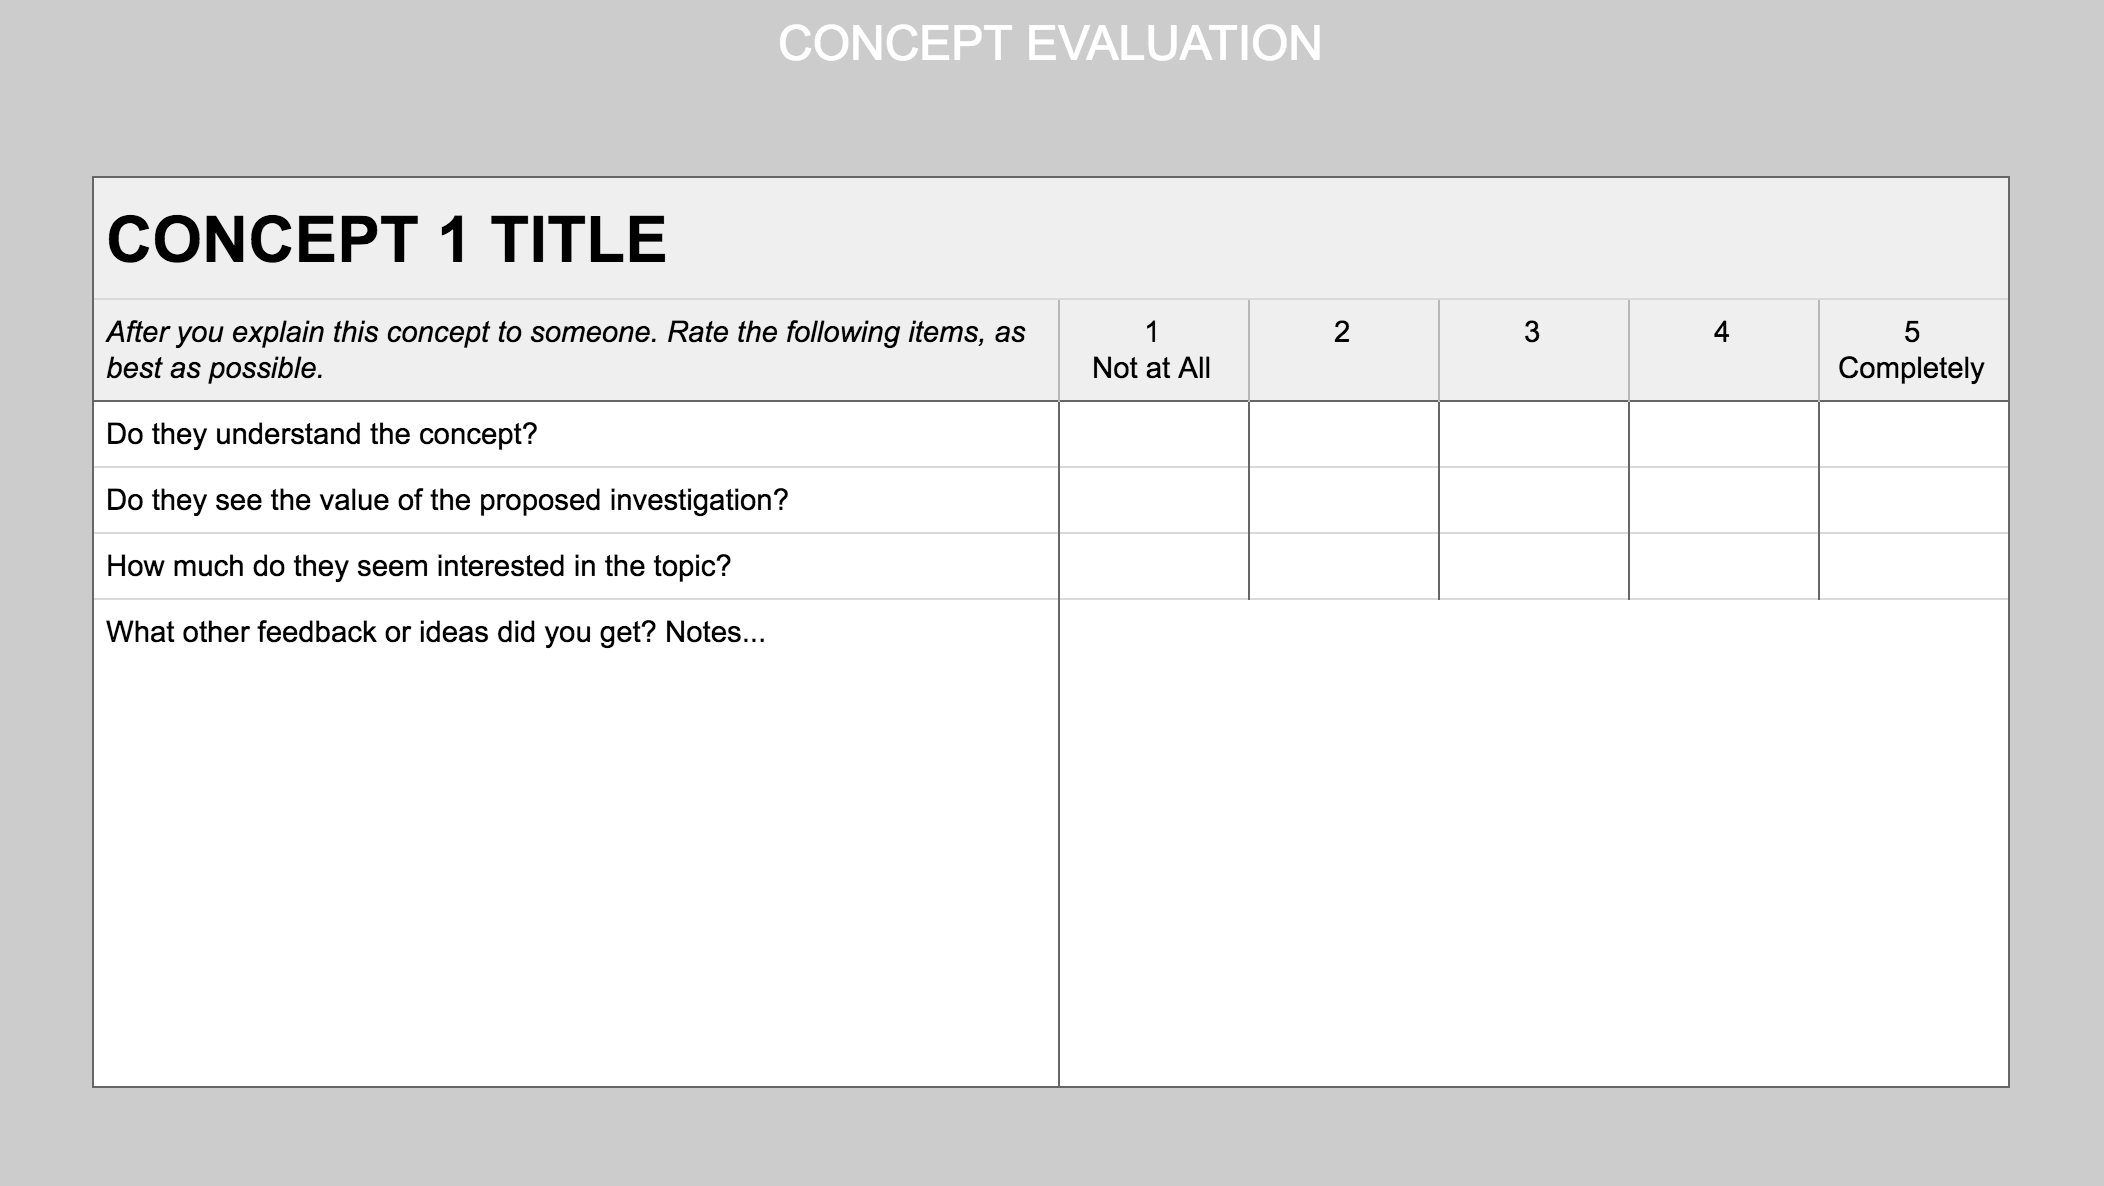 CONCEPT EVALUATION
CONCEPT 1 TITLE
After you explain this concept to someone. Rate the following items, as
best as possible.
1
Not at All
2
3
4
5
Completely
Do they understand the concept?
Do they see the value of the proposed investigation?
How much do they seem interested in the topic?
What other feedback or ideas did you get? Notes...